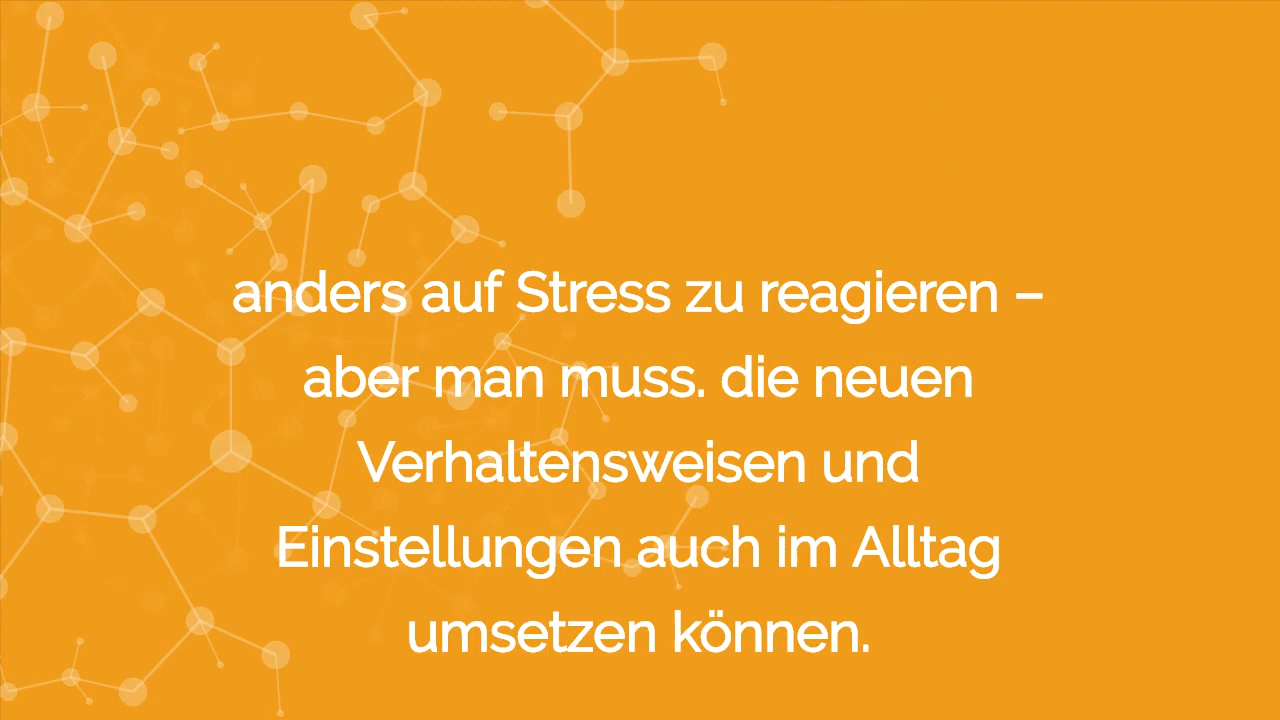 anders auf Stress zu reagieren –
aber man muss. die neuen
Verhaltensweisen und
Einstellungen auch im Alltag
umsetzen können.